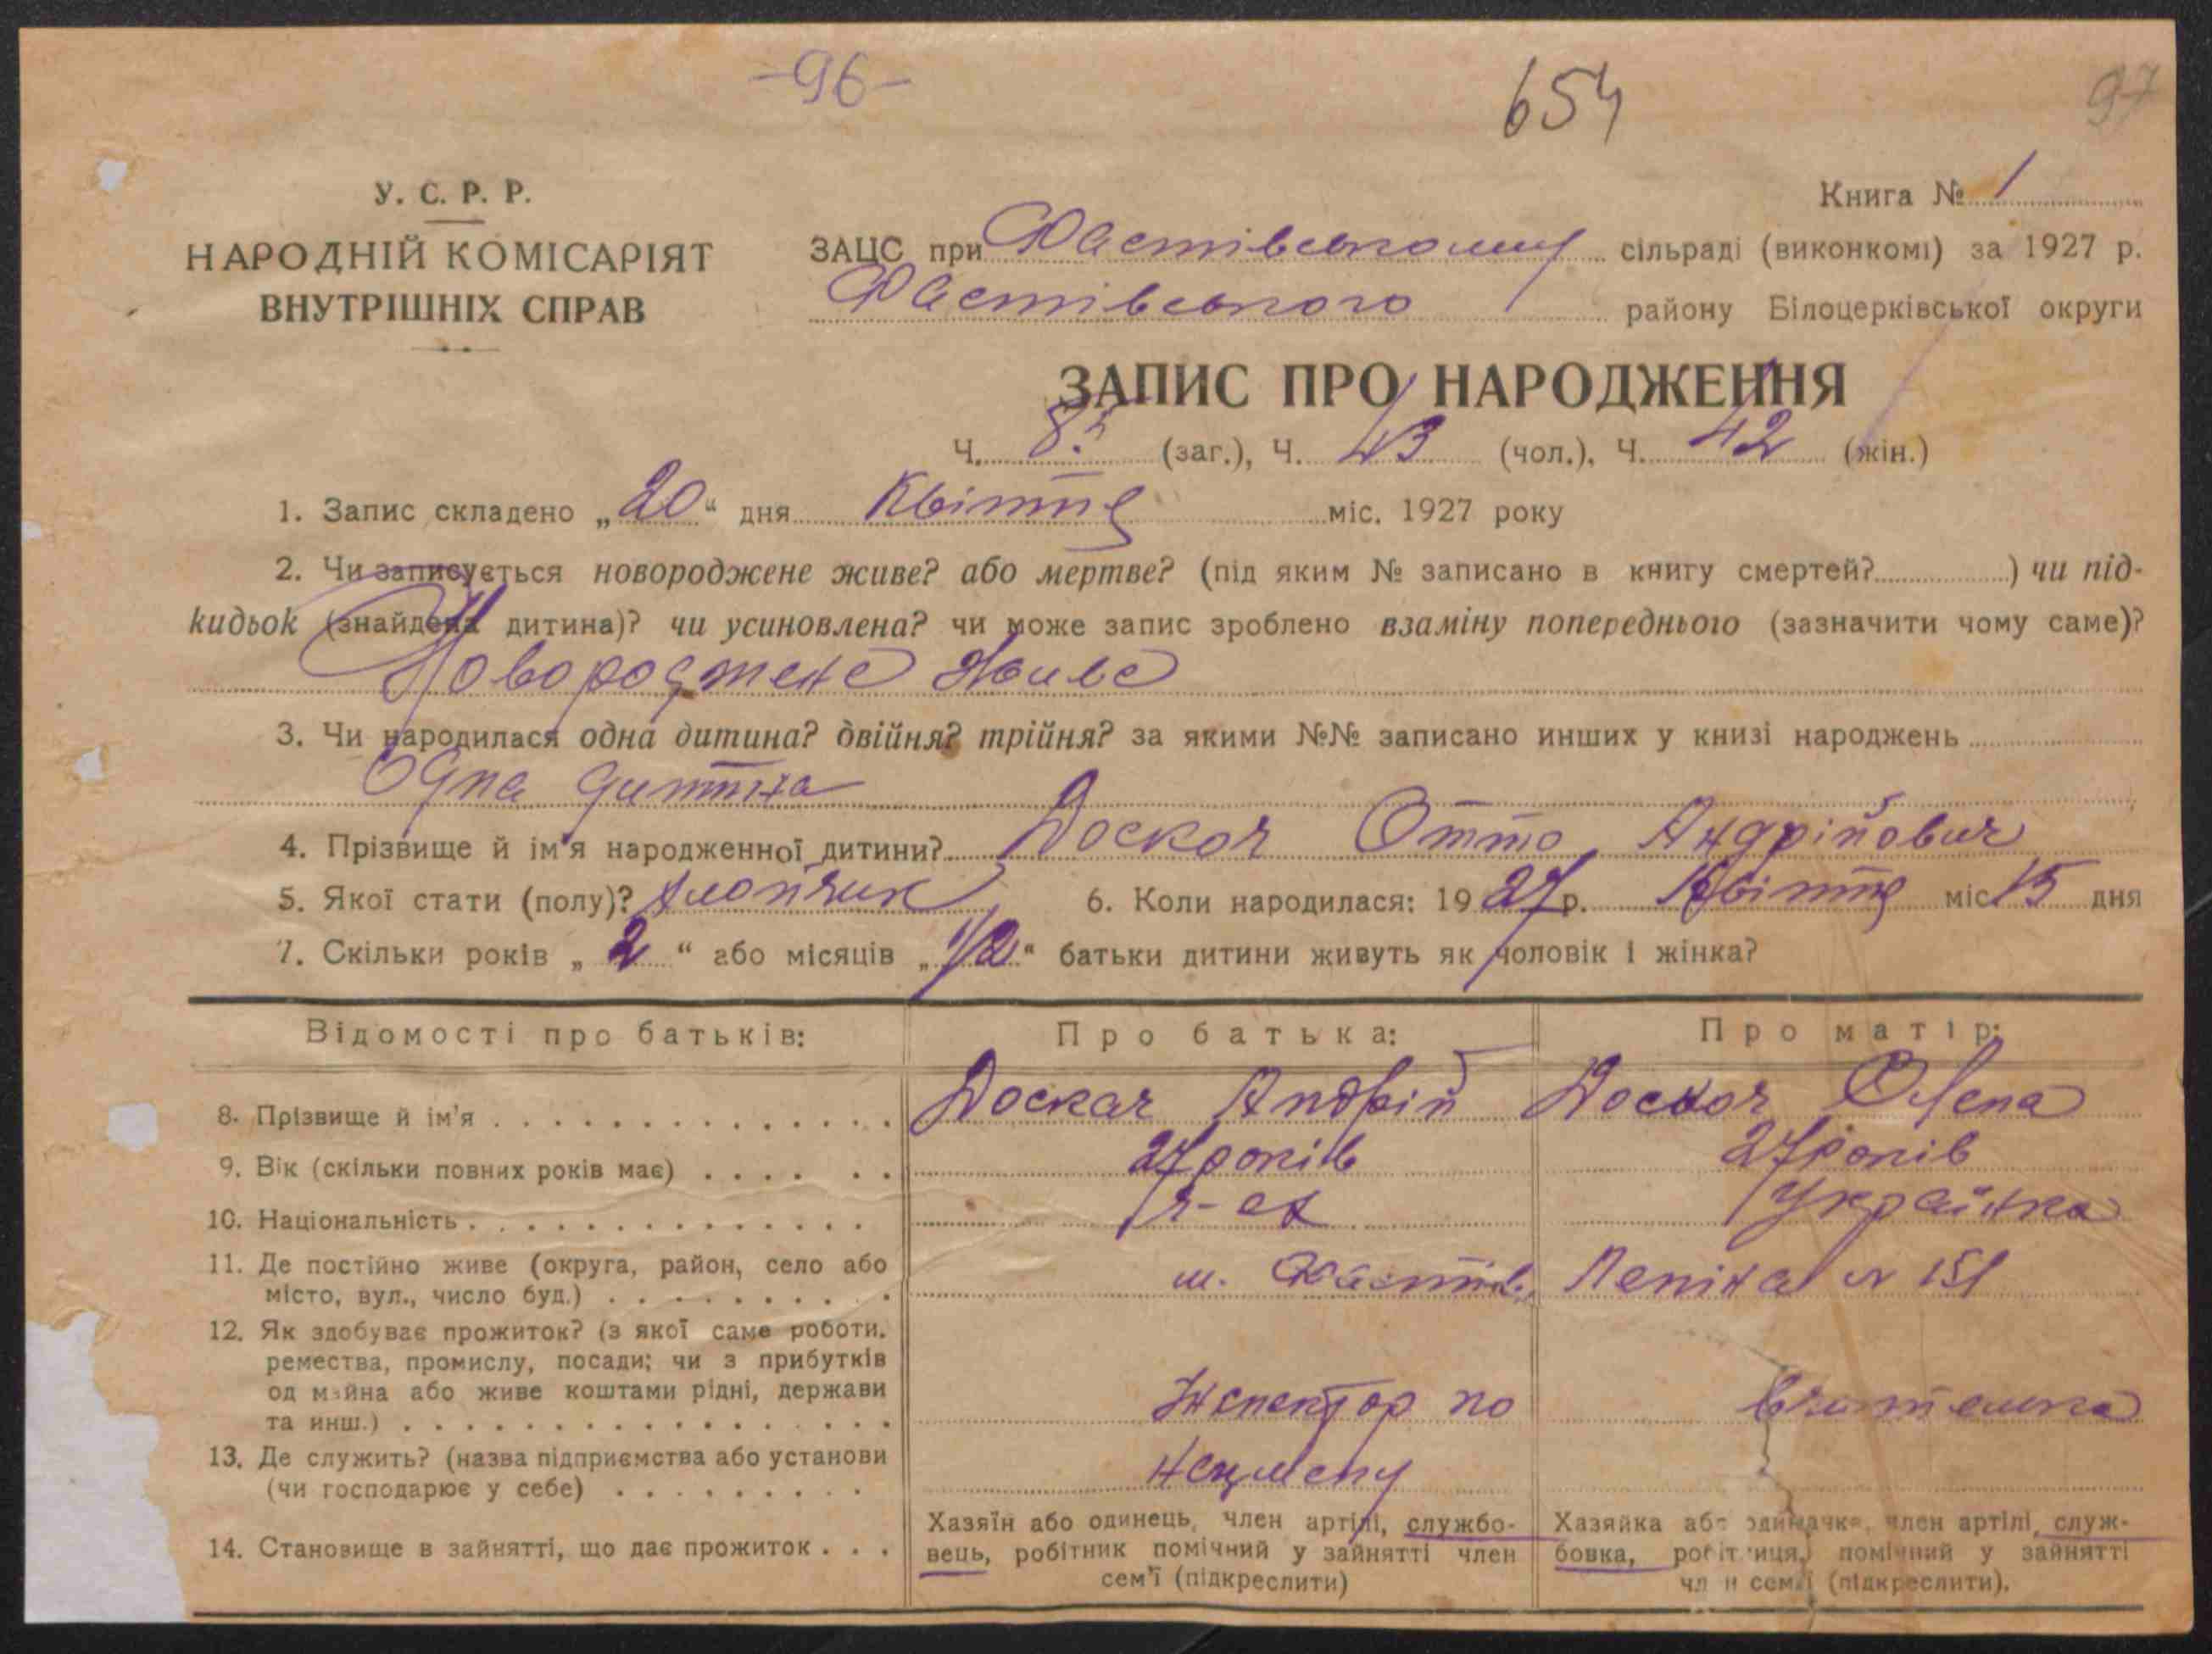 -96-
654
97
У. С. Р. Р.
НАРОДНІЙ КОМІСАРІЯТ
ВНУТРІШНІХ СПРАВ
Книга № 1
ЗАЦС при Фастівському сільраді (виконкомі) за 1927 р.
Фастівського району Білоцерківської округи
ЗАПИС ПРО НАРОДЖЕННЯ
Ч. 85 (заг.), Ч. 43 (чол.), Ч. 42 (жін.)
1. Запис складено „20“ дня Квітня міс. 1927 року
2. Чи записується новороджене живе? або мертве? (під яким № записано в книгу смертей?) чи під-
кидьок (знайдена дитина)? чи усиновлена? чи може запис зроблено взаміну попереднього (зазначити чому саме)?
Новороджене живе
3. Чи народилася одна дитина? двійня? трійня? за якими №№ записано инших у книзі народжень
Одна дитина
4. Прізвище й ім'я народженної дитини? Доскоч Отто Андрійович
5. Якої стати (полу)? Хлопчик 6. Коли народилася: 1927 р. Квітня міс 15 дня
7. Скільки років „2“ або місяців „1/2“ батьки дитини живуть як чоловік і жінка?
Відомості про батьків: Про батька: Про матір:
8. Прізвище й ім'я Доскач Андрій Доскоч Олена
9. Вік (скільки повних років має) 27 років 27 років
10. Національність Українка
11. Де постійно живе (округа, район, село або
місто, вул., число буд.) м. Фастів, Леніна № 151
12. Як здобуває прожиток? (з якої саме роботи,
ремества, промислу, посади; чи з прибутків
од майна або живе коштами рідні, держави
та инш.) Инспектор по Вчителька
13. Де служить? (назва підприємства або установи
(чи господарює у себе) Нацмену
14. Становище в зайнятті, що дає прожиток
Хазяїн або одинець, член артілі, службо-
вець, робітник помічний у зайнятті член
сем'ї (підкреслити)
Хазяйка або одиначка, член артілі, служ-
бовка, робітниця, помічний у зайнятті
член сем'ї (підкреслити).